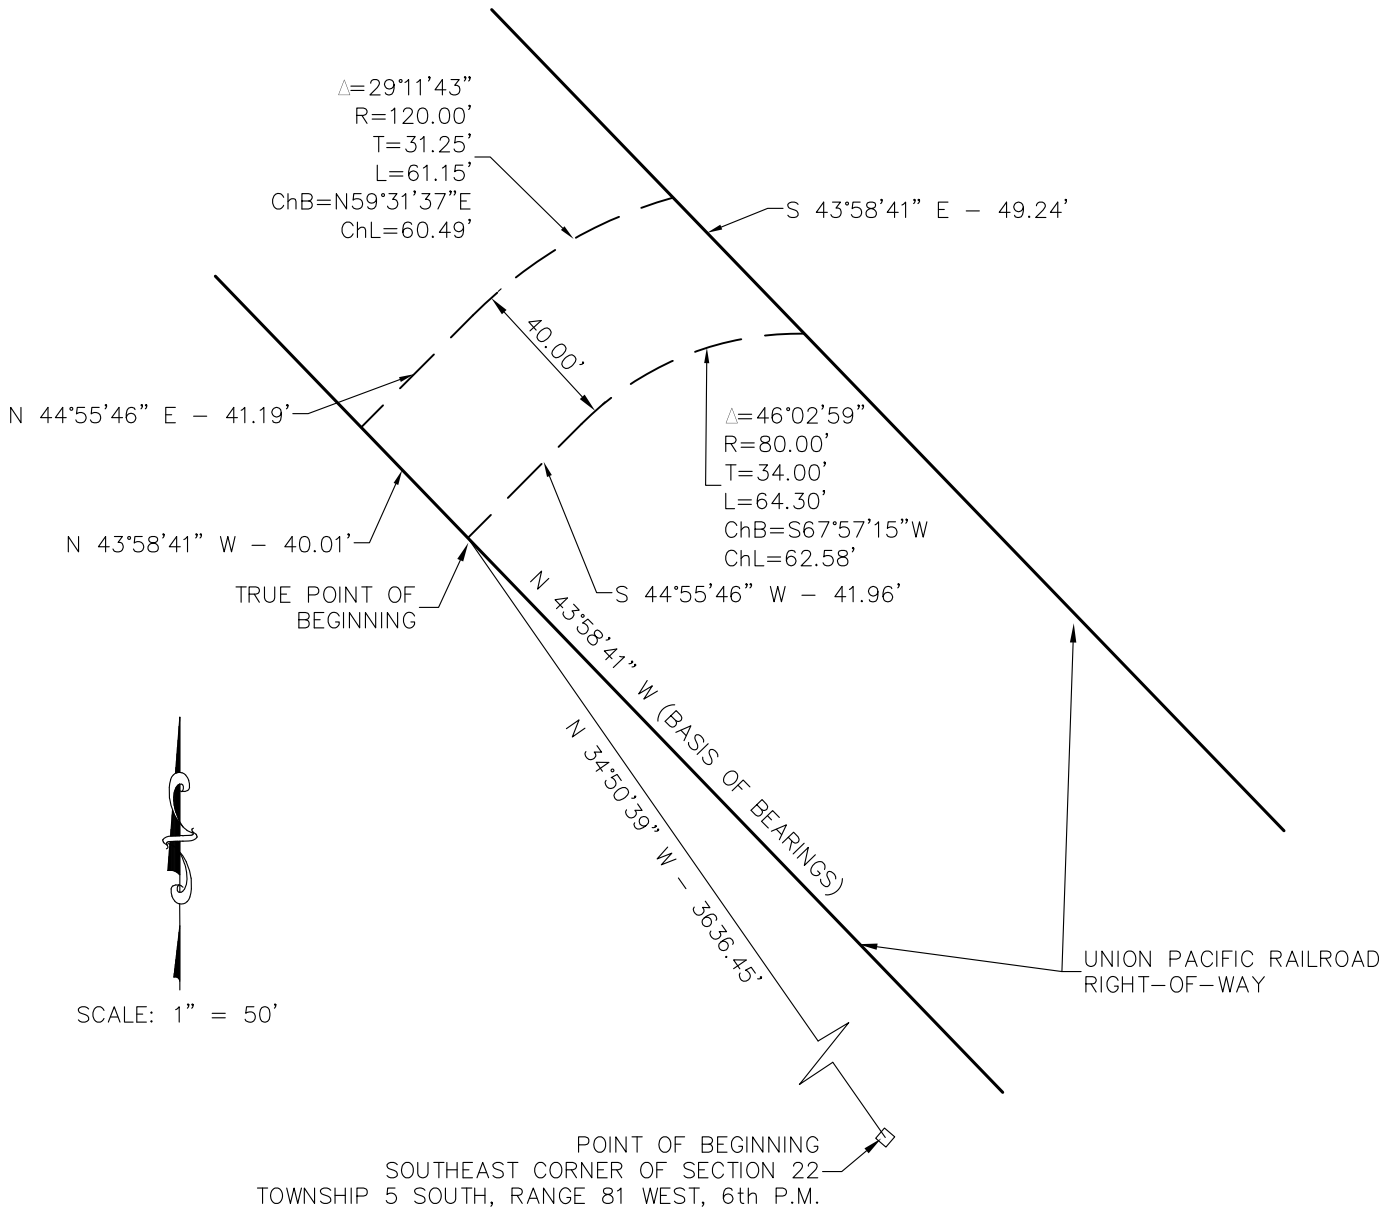 Δ=29°11'43"
R=120.00'
T=31.25'
L=61.15'
ChB=N59°31'37"E
ChL=60.49'
S 43°58'41" E - 49.24'
40.00'
N 44°55'46" E - 41.19'
Δ=46°02'59"
R=80.00'
T=34.00'
L=64.30'
ChB=S67°57'15"W
ChL=62.58'
N 43°58'41" W - 40.01'
TRUE POINT OF
BEGINNING
S 44°55'46" W - 41.96'
N 43°58'41" W (BASIS OF BEARINGS)
N 34°50'39" W - 3636.45'
UNION PACIFIC RAILROAD
RIGHT-OF-WAY
SCALE: 1" = 50'
POINT OF BEGINNING
SOUTHEAST CORNER OF SECTION 22
TOWNSHIP 5 SOUTH, RANGE 81 WEST, 6th P.M.